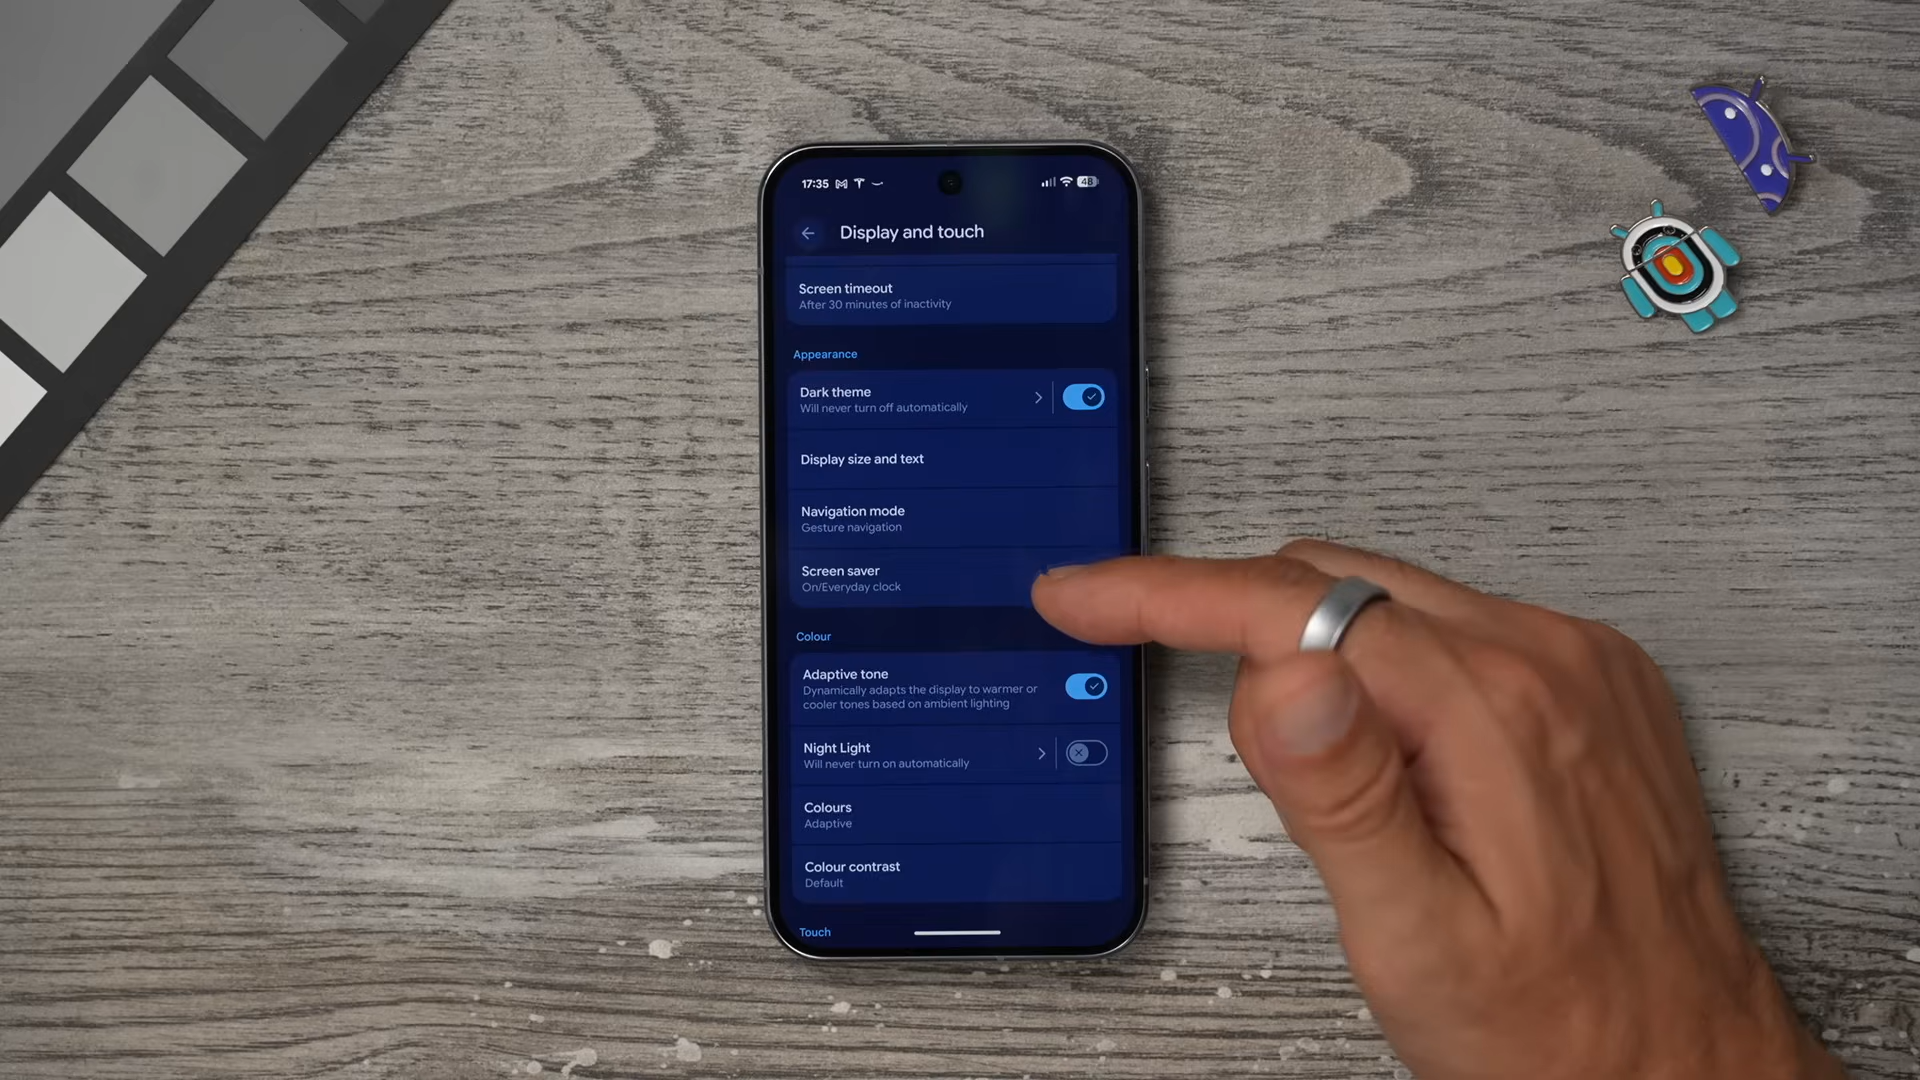 17:35
48
Display and touch
Screen timeout
After 30 minutes of inactivity
Appearance
Dark theme
Will never turn off automatically
Display size and text
Navigation mode
Gesture navigation
Screen saver
On/Everyday clock
Colour
Adaptive tone
Dynamically adapts the display to warmer or
cooler tones based on ambient lighting
Night Light
Will never turn on automatically
Colours
Adaptive
Colour contrast
Default
Touch